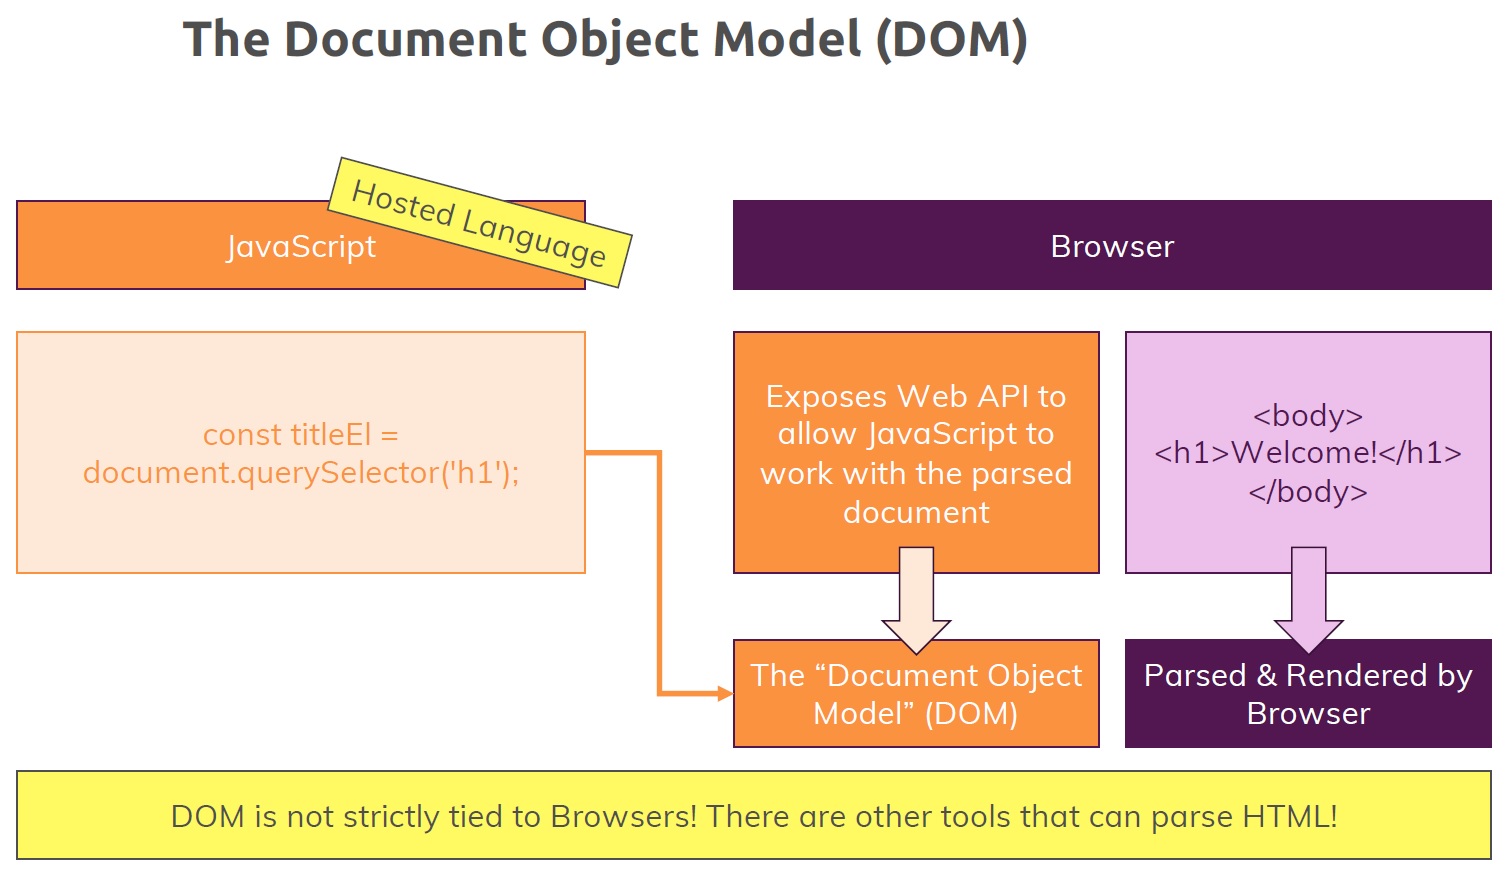 The Document Object Model (DOM)
Hosted Language
JavaScript
Browser
const titleEl =
document.querySelector('h1');
Exposes Web API to
allow JavaScript to
work with the parsed
document
<body>
<h1>Welcome!</h1>
</body>
The “Document Object
Model” (DOM)
Parsed & Rendered by
Browser
DOM is not strictly tied to Browsers! There are other tools that can parse HTML!